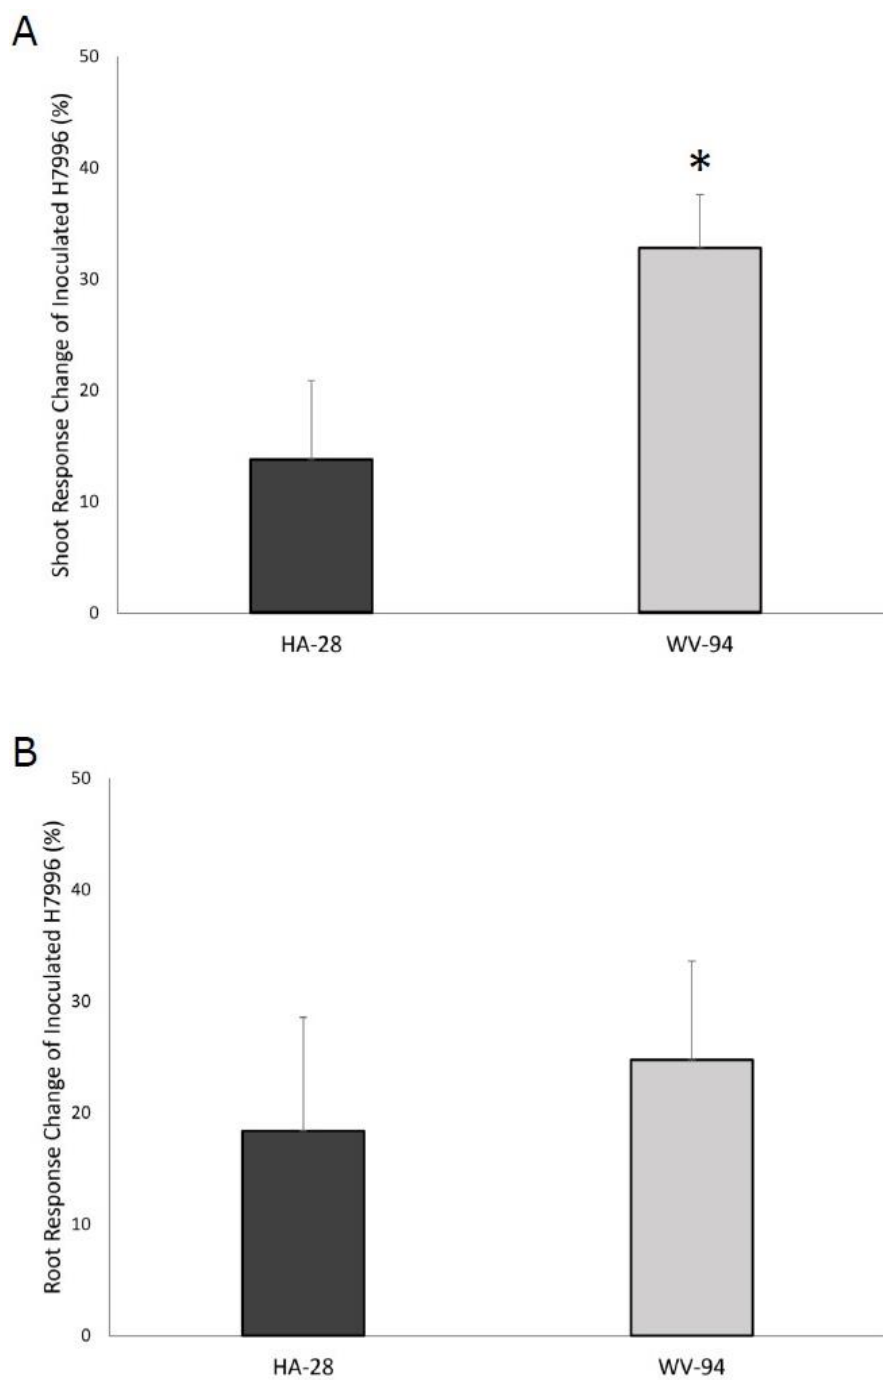 A
Shoot Response Change of Inoculated H7996 (%)
50
40
30
20
10
0
*
HA-28 WV-94
B
Root Response Change of Inoculated H7996 (%)
50
40
30
20
10
0
HA-28 WV-94